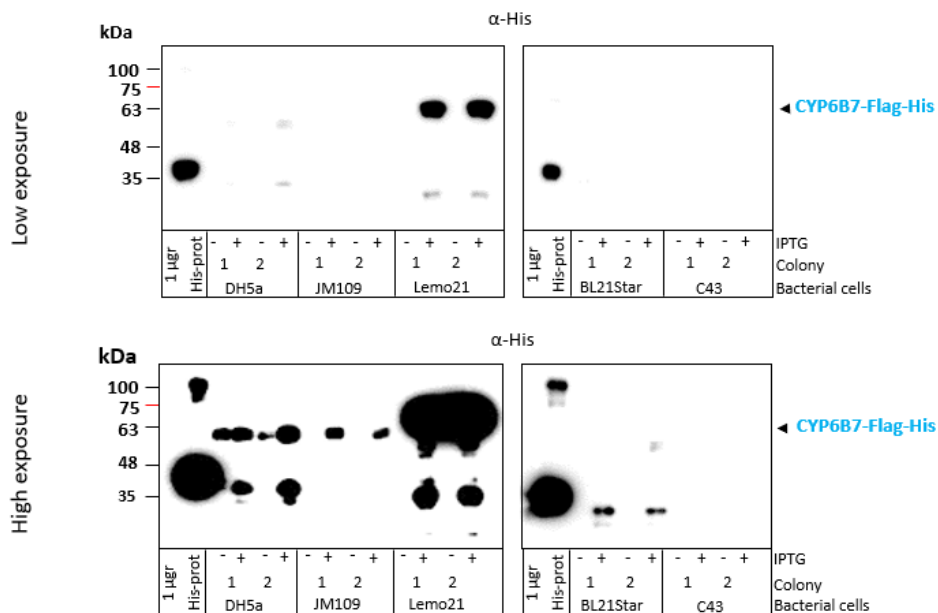 α-His
kDa
Low exposure
100
75
63
48
35
CYP6B7-Flag-His
1 µgr
His-prot
- + - + - + - + - + - +
1 2 1 2 1 2
DH5a JM109 Lemo21
1 µgr
His-prot
- + - + - + - + IPTG
1 2 1 2 Colony
BL21Star C43 Bacterial cells
α-His
kDa
High exposure
100
75
63
48
35
CYP6B7-Flag-His
1 µgr
His-prot
- + - + - + - + - + - +
1 2 1 2 1 2
DH5a JM109 Lemo21
1 µgr
His-prot
- + - + - + - + IPTG
1 2 1 2 Colony
BL21Star C43 Bacterial cells